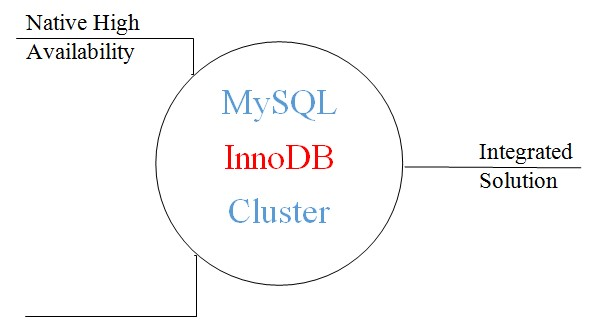 Native High
Availability
MySQL
InnoDB
Cluster
Integrated
Solution